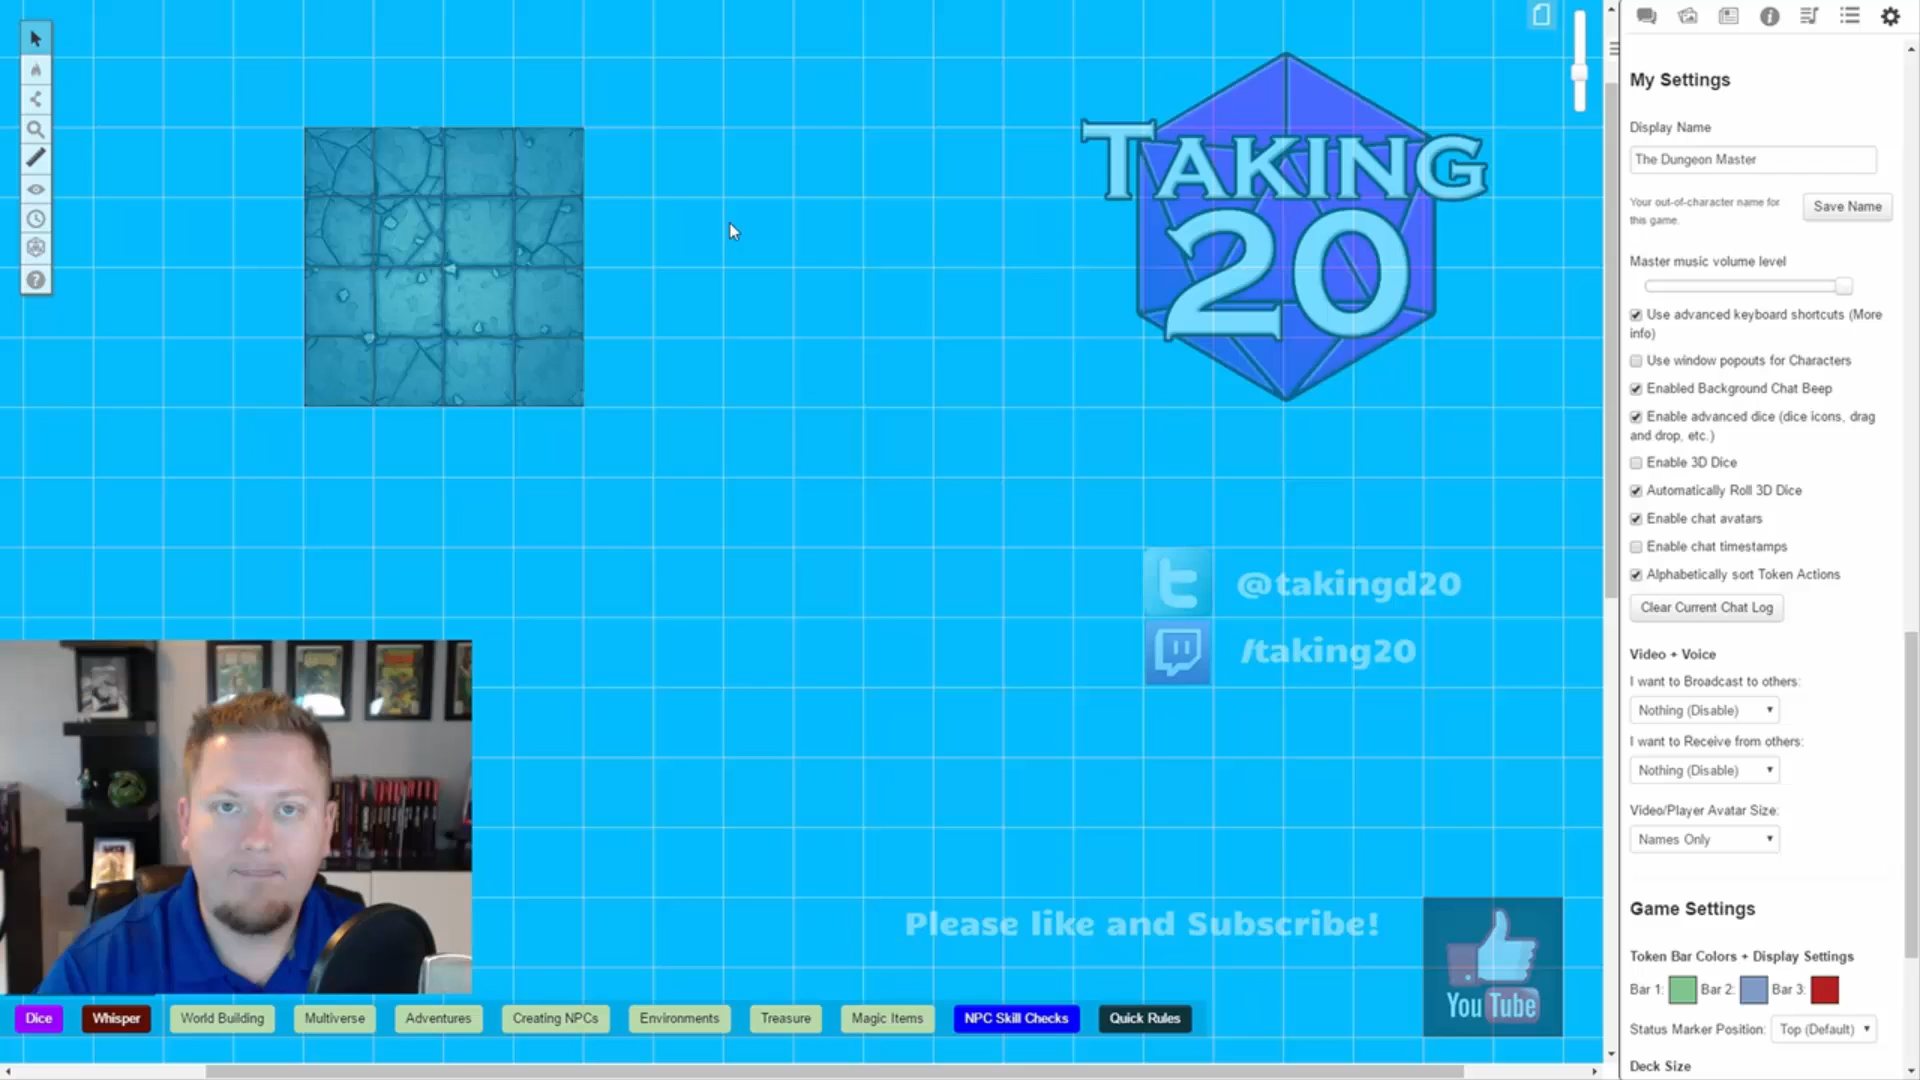 TAKING
20
@takingd20
/taking20
Please like and Subscribe!
You Tube
Dice
Whisper
World Building
Multiverse
Adventures
Creating NPCs
Environments
Treasure
Magic Items
NPC Skill Checks
Quick Rules
My Settings
Display Name
The Dungeon Master
Your out-of-character name for
this game.
Save Name
Master music volume level
Use advanced keyboard shortcuts (More
info)
Use window popouts for Characters
Enabled Background Chat Beep
Enable advanced dice (dice icons, drag
and drop, etc.)
Enable 3D Dice
Automatically Roll 3D Dice
Enable chat avatars
Enable chat timestamps
Alphabetically sort Token Actions
Clear Current Chat Log
Video + Voice
I want to Broadcast to others:
Nothing (Disable)
I want to Receive from others:
Nothing (Disable)
Video/Player Avatar Size:
Names Only
Game Settings
Token Bar Colors + Display Settings
Bar 1: Bar 2: Bar 3:
Status Marker Position: Top (Default)
Deck Size